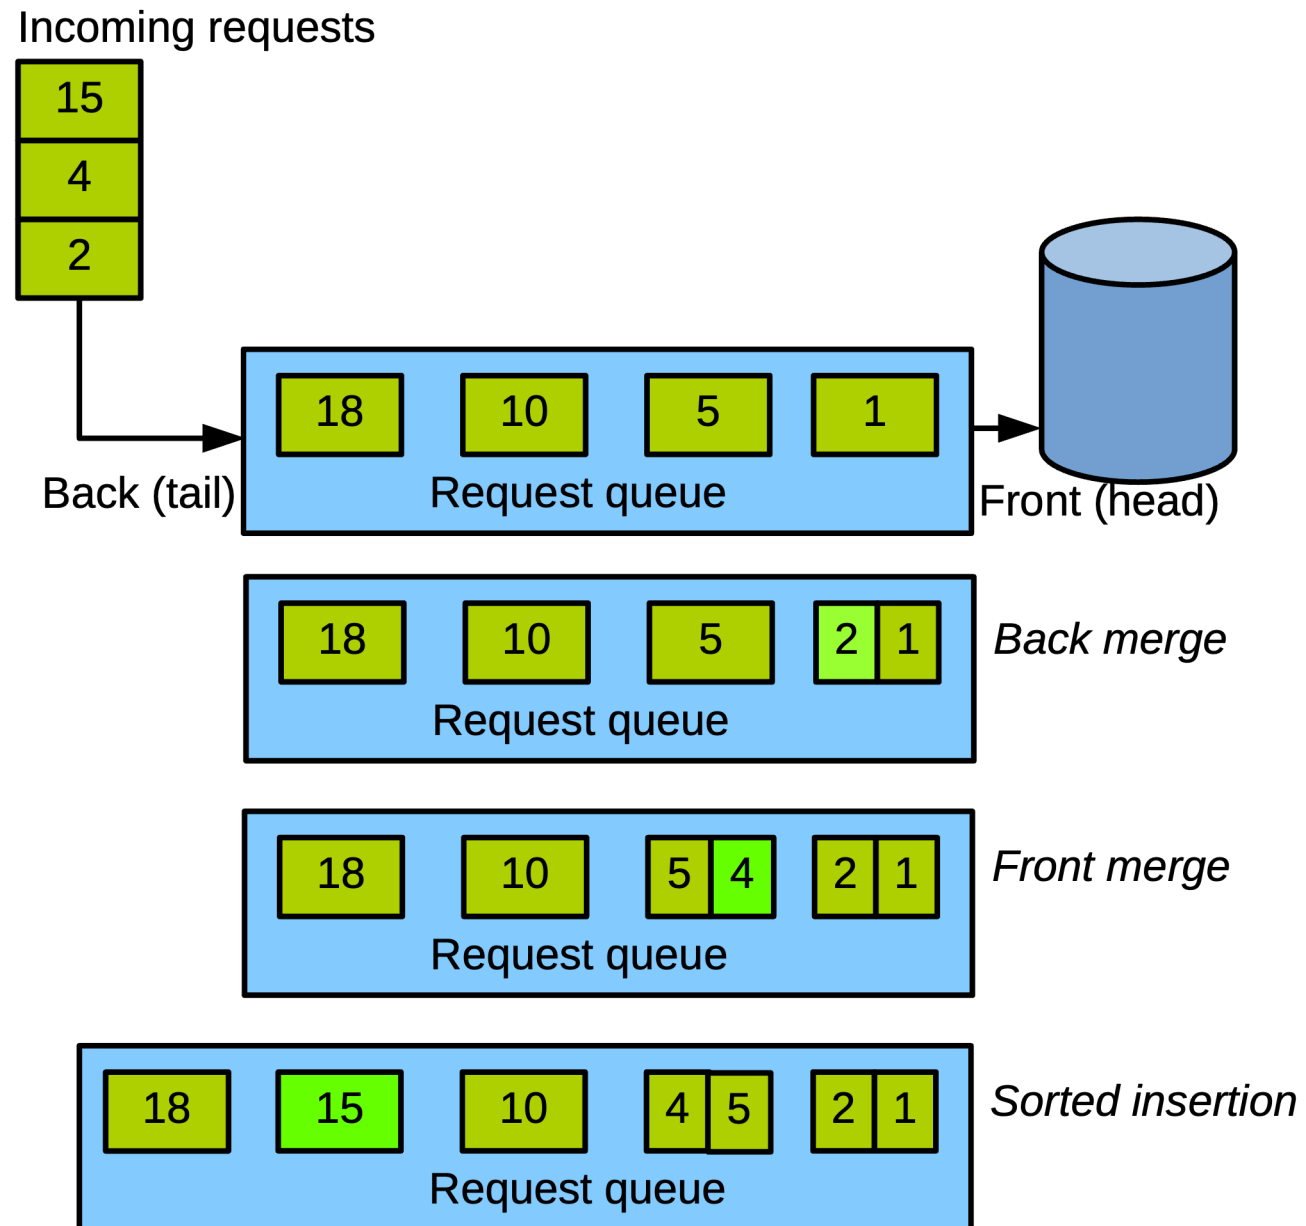 Incoming requests
15
4
2
18 10 5 1
Back (tail)
Request queue
Front (head)
18 10 5 2 1
Back merge
Request queue
18 10 5 4 2 1
Front merge
Request queue
18 15 10 4 5 2 1
Sorted insertion
Request queue